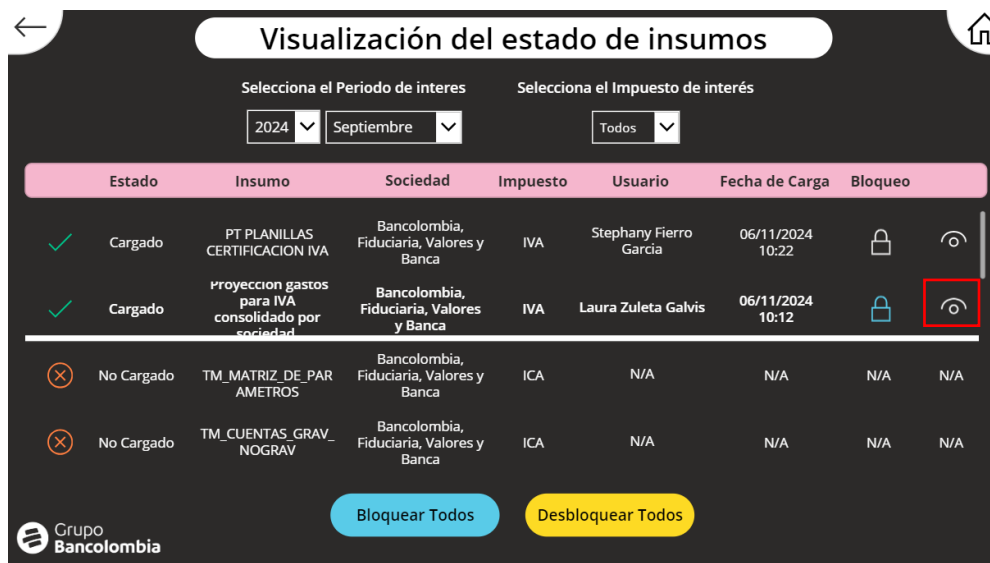 Visualización del estado de insumos
Selecciona el Periodo de interes
Selecciona el Impuesto de interés
2024
Septiembre
Todos
Estado
Insumo
Sociedad
Impuesto
Usuario
Fecha de Carga
Bloqueo
Cargado
PT PLANILLAS
CERTIFICACION IVA
Bancolombia,
Fiduciaria, Valores y
Banca
IVA
Stephany Fierro
Garcia
06/11/2024
10:22
Cargado
Proyeccion gastos
para IVA
consolidado por
sociedad
Bancolombia,
Fiduciaria, Valores
y Banca
IVA
Laura Zuleta Galvis
06/11/2024
10:12
No Cargado
TM_MATRIZ_DE_PAR
AMETROS
Bancolombia,
Fiduciaria, Valores y
Banca
ICA
N/A
N/A
N/A
N/A
No Cargado
TM_CUENTAS_GRAV_
NOGRAV
Bancolombia,
Fiduciaria, Valores y
Banca
ICA
N/A
N/A
N/A
N/A
Bloquear Todos
Desbloquear Todos
Grupo
Bancolombia